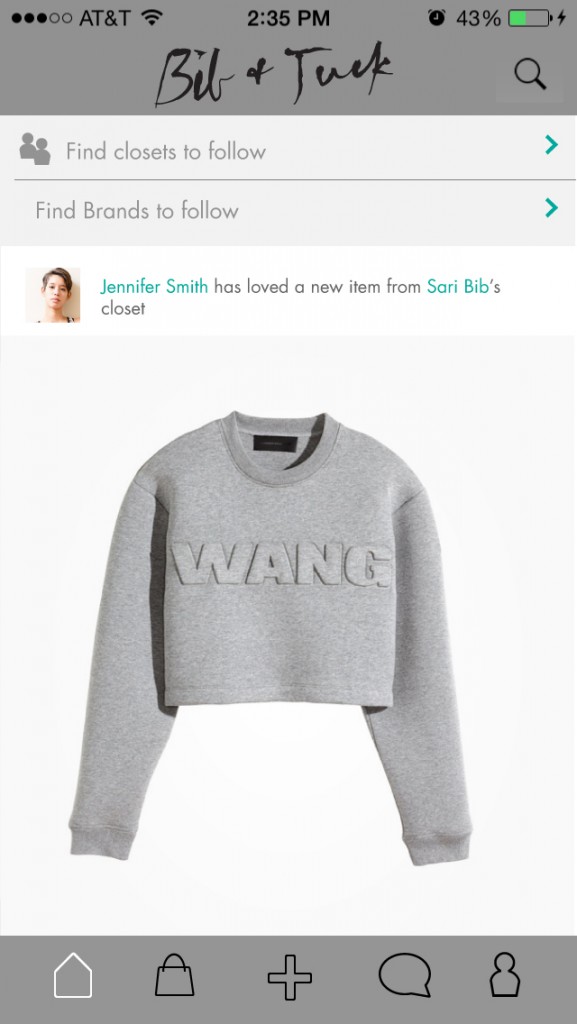 AT&T 2:35 PM 43%
Bib & Tuck
Find closets to follow
Find Brands to follow
Jennifer Smith has loved a new item from Sari Bib's
closet
WANG